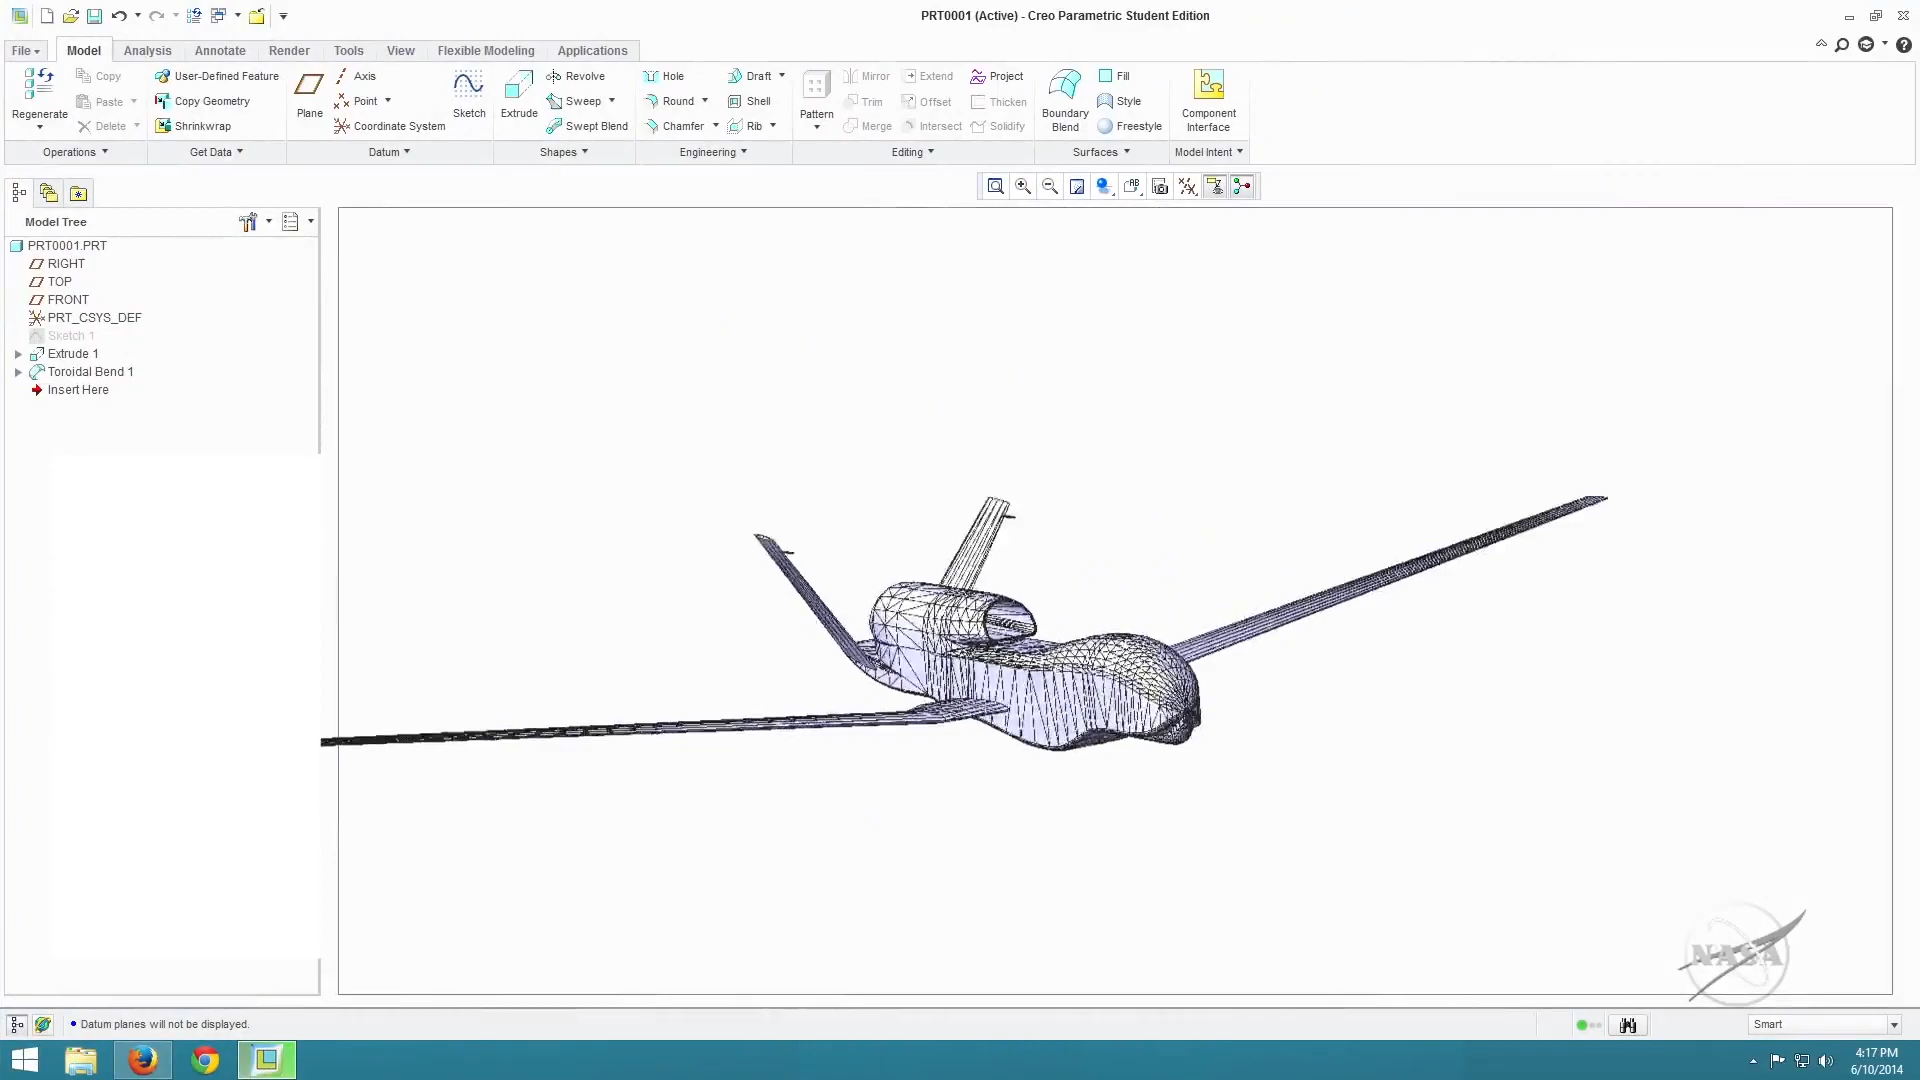 PRT0001 (Active) - Creo Parametric Student Edition
File Model Analysis Annotate Render Tools View Flexible Modeling Applications
Copy User-Defined Feature Axis Revolve Hole Draft Mirror Extend Project Fill
Paste Copy Geometry Point Sweep Round Shell Trim Offset Thicken Style
Regenerate Plane Sketch Extrude Pattern Boundary Blend Component Interface
Delete Shrinkwrap Coordinate System Swept Blend Chamfer Rib Merge Intersect Solidify Freestyle
Operations Get Data Datum Shapes Engineering Editing Surfaces Model Intent
Model Tree
PRT0001.PRT
RIGHT
TOP
FRONT
PRT_CSYS_DEF
Sketch 1
Extrude 1
Toroidal Bend 1
Insert Here
NASA
Datum planes will not be displayed.
Smart
4:17 PM
6/10/2014